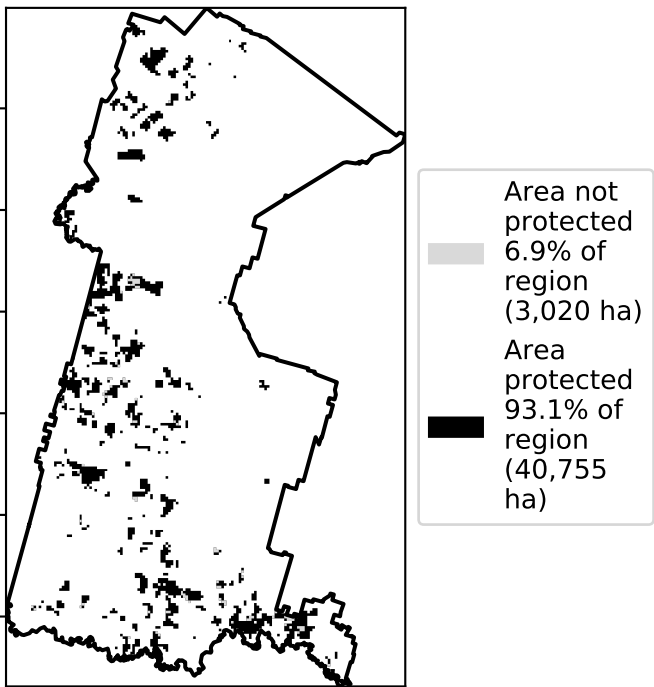 Area not
protected
6.9% of
region
(3,020 ha)
Area
protected
93.1% of
region
(40,755
ha)